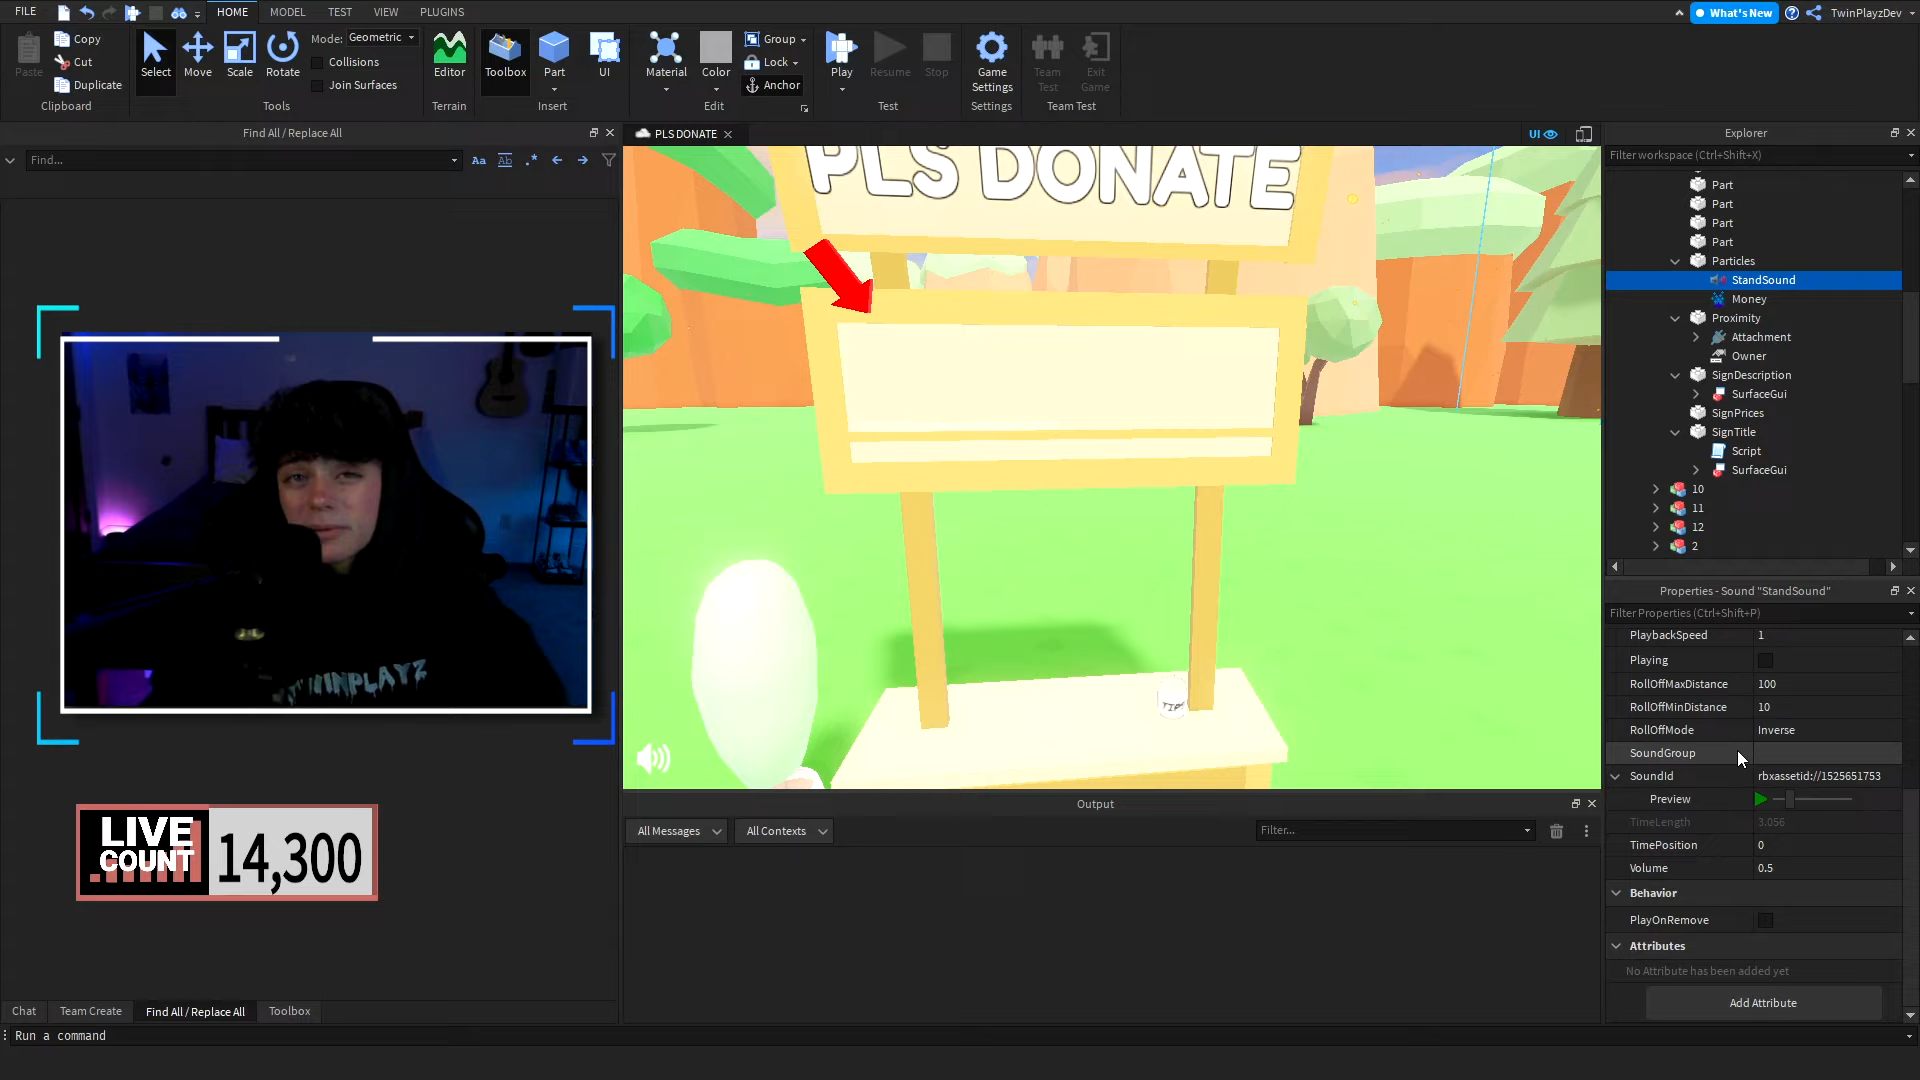 FILE
HOME
MODEL
TEST
VIEW
PLUGINS
What's New
TwinPlayzDev
Paste
Copy
Cut
Duplicate
Clipboard
Select
Move
Scale
Rotate
Mode:
Geometric
Collisions
Join Surfaces
Tools
Editor
Terrain
Toolbox
Part
UI
Insert
Material
Color
Group
Lock
Anchor
Edit
Play
Resume
Stop
Test
Game Settings
Settings
Team Test
Exit Game
Team Test
Find All / Replace All
Find...
Aa
Ab
.*
PLS DONATE
UI
PLS DONATE
TIPS
TWINPLAYZ
LIVE COUNT
14,300
Explorer
Filter workspace (Ctrl+Shift+X)
Part
Part
Part
Part
Particles
StandSound
Money
Proximity
Attachment
Owner
SignDescription
SurfaceGui
SignPrices
SignTitle
Script
SurfaceGui
10
11
12
2
Properties - Sound "StandSound"
Filter Properties (Ctrl+Shift+P)
PlaybackSpeed 1
Playing
RollOffMaxDistance 100
RollOffMinDistance 10
RollOffMode Inverse
SoundGroup
SoundId rbxassetid://1525651753
Preview
TimeLength 3.056
TimePosition 0
Volume 0.5
Behavior
PlayOnRemove
Attributes
No Attribute has been added yet
Add Attribute
Output
All Messages
All Contexts
Filter...
Chat
Team Create
Find All / Replace All
Toolbox
Run a command